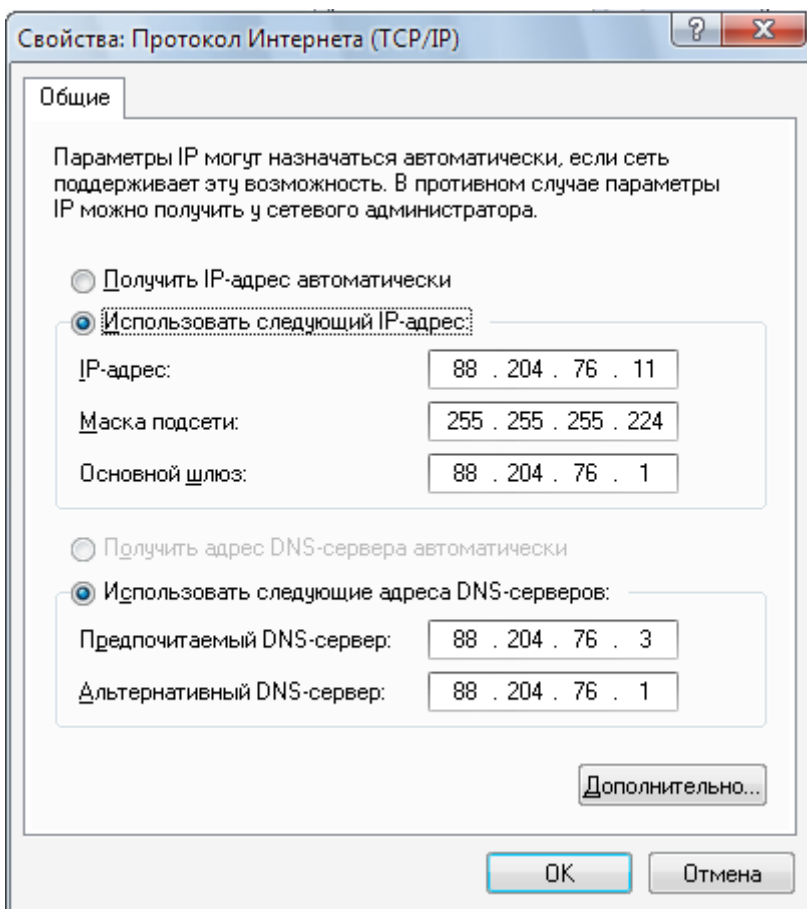 Свойства: Протокол Интернета (TCP/IP)
Общие
Параметры IP могут назначаться автоматически, если сеть
поддерживает эту возможность. В противном случае параметры
IP можно получить у сетевого администратора.
Получить IP-адрес автоматически
Использовать следующий IP-адрес:
IP-адрес: 88 . 204 . 76 . 11
Маска подсети: 255 . 255 . 255 . 224
Основной шлюз: 88 . 204 . 76 . 1
Получить адрес DNS-сервера автоматически
Использовать следующие адреса DNS-серверов:
Предпочитаемый DNS-сервер: 88 . 204 . 76 . 3
Альтернативный DNS-сервер: 88 . 204 . 76 . 1
Дополнительно...
OK Отмена